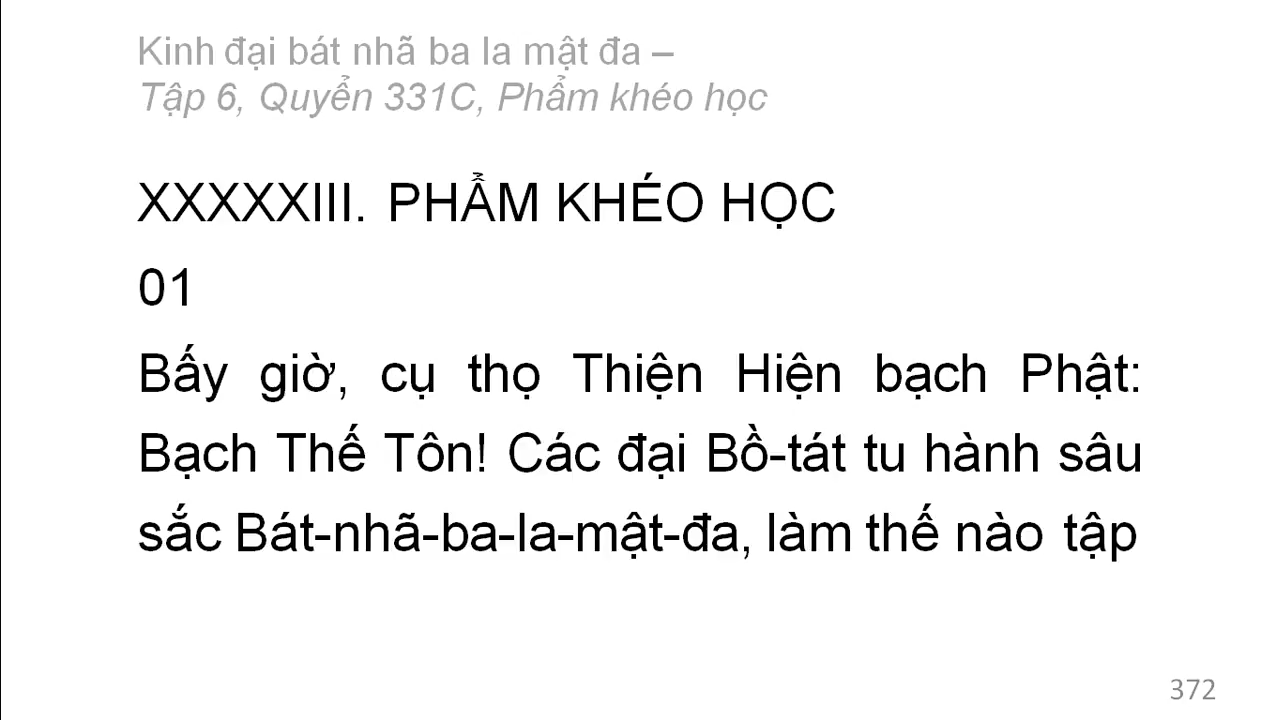 Kinh đại bát nhã ba la mật đa –
Tập 6, Quyển 331C, Phẩm khéo học
XXXXXIII. PHẨM KHÉO HỌC
01
Bấy giờ, cụ thọ Thiện Hiện bạch Phật:
Bạch Thế Tôn! Các đại Bồ-tát tu hành sâu
sắc Bát-nhã-ba-la-mật-đa, làm thế nào tập
372